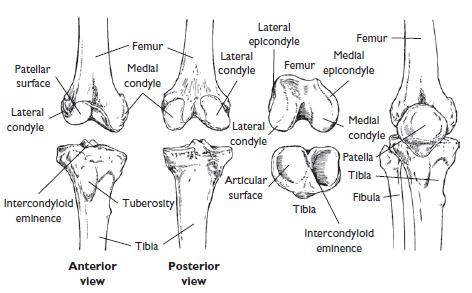 Femur
Patellar
surface
Medial
condyle
Lateral
condyle
Lateral
condyle
Intercondyloid
eminence
Tuberosity
Tibia
Anterior
view
Posterior
view
Lateral
epicondyle
Femur
Medial
epicondyle
Lateral
condyle
Medial
condyle
Articular
surface
Tibia
Intercondyloid
eminence
Femur
Patella
Tibia
Fibula